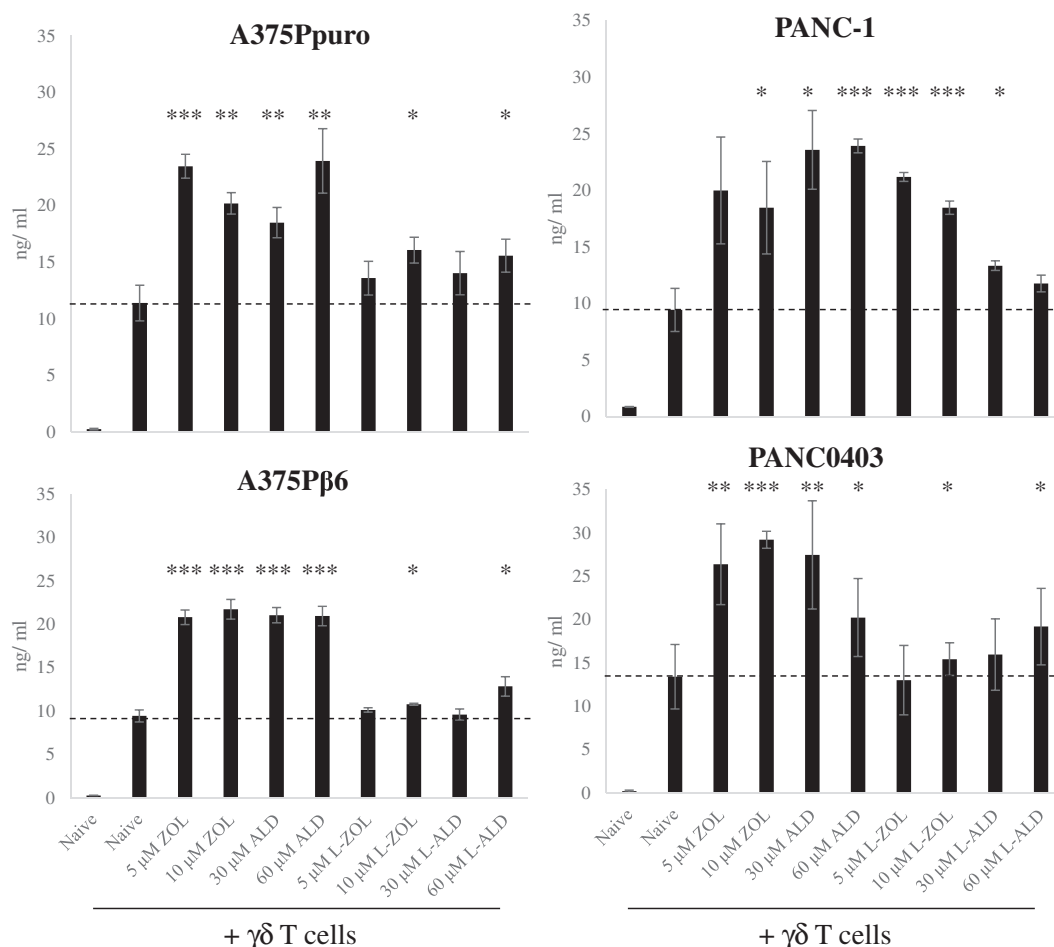 A375Ppuro
35
30
25
20
15
10
5
0
ng/ ml
*** ** ** ** * *
PANC-1
35
30
25
20
15
10
5
0
ng/ ml
* * *** *** *** *
A375Pβ6
35
30
25
20
15
10
5
0
ng/ ml
*** *** *** *** * *
Naive
Naive
5 µM ZOL
10 µM ZOL
30 µM ALD
60 µM ALD
5 µM L-ZOL
10 µM L-ZOL
30 µM L-ALD
60 µM L-ALD
+ γδ T cells
PANC0403
35
30
25
20
15
10
5
0
ng/ ml
** *** ** * * *
Naive
Naive
5 µM ZOL
10 µM ZOL
30 µM ALD
60 µM ALD
5 µM L-ZOL
10 µM L-ZOL
30 µM L-ALD
60 µM L-ALD
+ γδ T cells